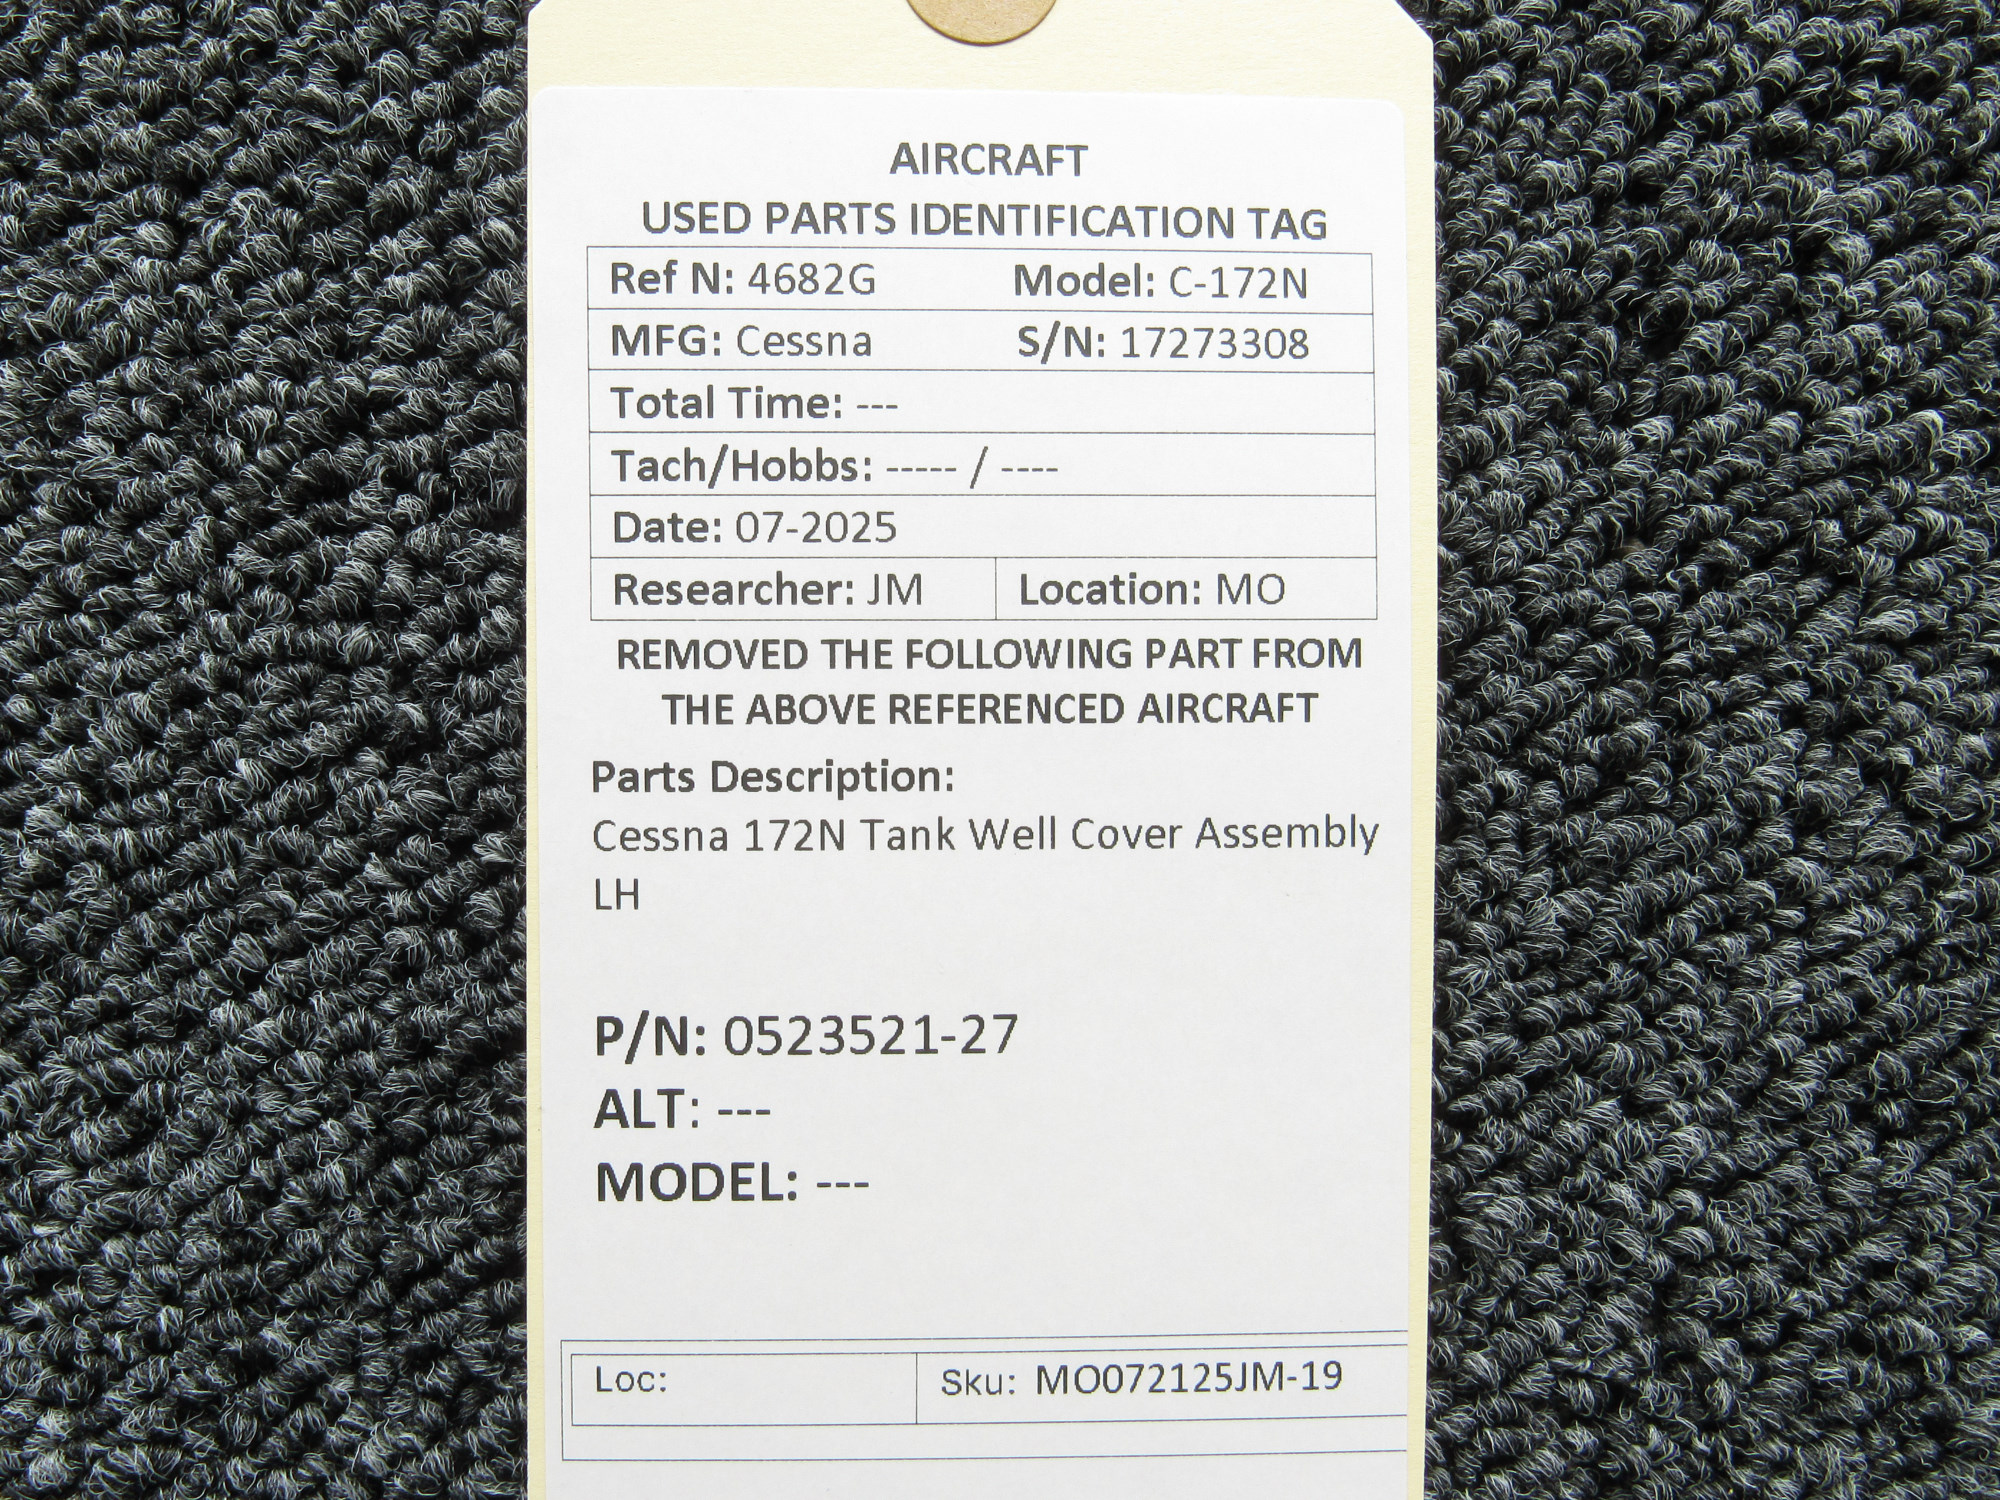 AIRCRAFT
USED PARTS IDENTIFICATION TAG
Ref N: 4682G Model: C-172N
MFG: Cessna S/N: 17273308
Total Time: ---
Tach/Hobbs: ----- / ----
Date: 07-2025
Researcher: JM Location: MO
REMOVED THE FOLLOWING PART FROM
THE ABOVE REFERENCED AIRCRAFT
Parts Description:
Cessna 172N Tank Well Cover Assembly
LH
P/N: 0523521-27
ALT: ---
MODEL: ---
Loc: Sku: MO072125JM-19